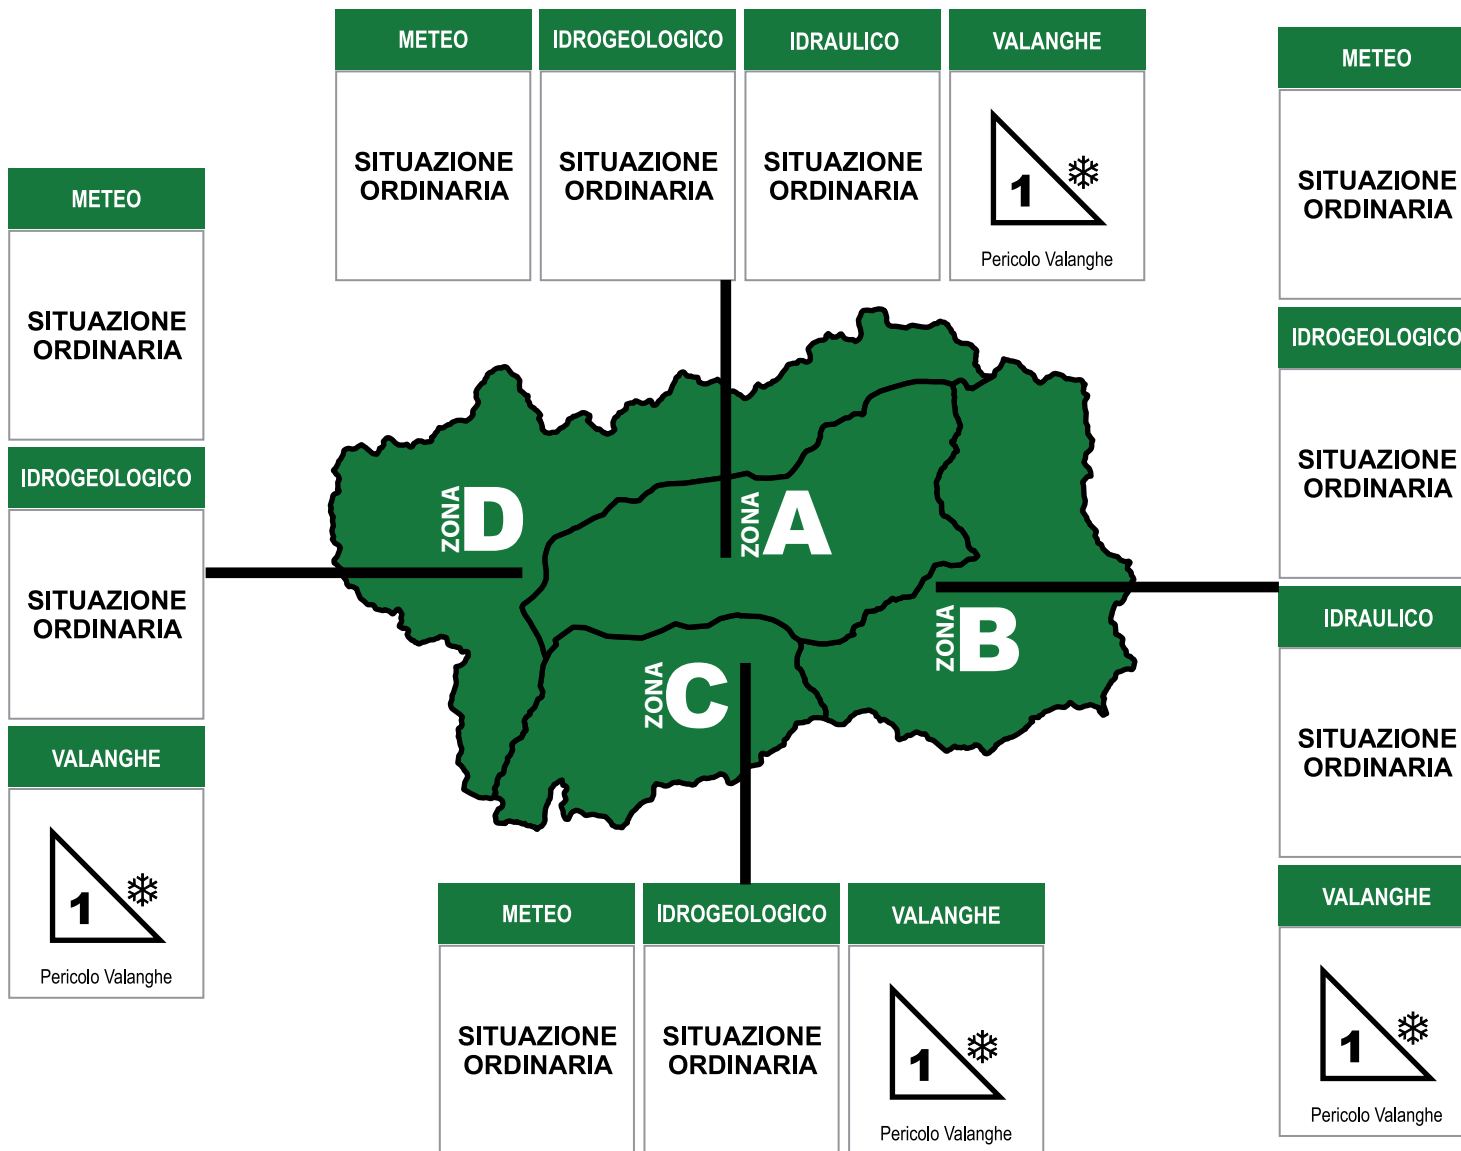 METEO
IDROGEOLOGICO
IDRAULICO
VALANGHE
SITUAZIONE
ORDINARIA
SITUAZIONE
ORDINARIA
SITUAZIONE
ORDINARIA
1
Pericolo Valanghe
METEO
SITUAZIONE
ORDINARIA
IDROGEOLOGICO
SITUAZIONE
ORDINARIA
VALANGHE
1
Pericolo Valanghe
ZONA D
ZONA A
ZONA B
ZONA C
METEO
SITUAZIONE
ORDINARIA
IDROGEOLOGICO
SITUAZIONE
ORDINARIA
IDRAULICO
SITUAZIONE
ORDINARIA
VALANGHE
1
Pericolo Valanghe
METEO
IDROGEOLOGICO
VALANGHE
SITUAZIONE
ORDINARIA
SITUAZIONE
ORDINARIA
1
Pericolo Valanghe